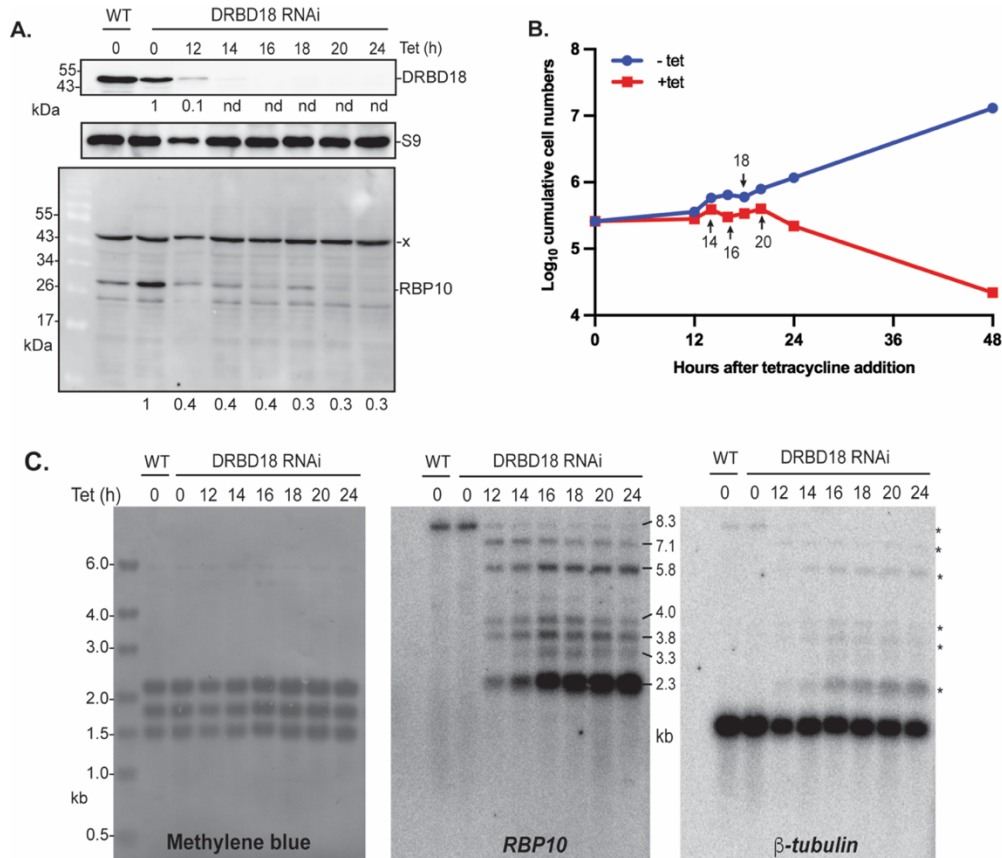 A.
WT DRBD18 RNAi
0 0 12 14 16 18 20 24 Tet (h)
55
43
-DRBD18
kDa 1 0.1 nd nd nd nd nd nd
-S9
55-
43-
34-
26-
17-
kDa
-x
-RBP10
1 0.4 0.4 0.4 0.3 0.3 0.3
B.
- tet
+tet
Log10 cumulative cell numbers
8
7
6
5
4
18
14
16
20
0 12 24 36 48
Hours after tetracycline addition
C.
WT DRBD18 RNAi
Tet (h) 0 0 12 14 16 18 20 24
6.0
4.0
3.0
2.0
1.5
1.0
kb
0.5
Methylene blue
WT DRBD18 RNAi
0 0 12 14 16 18 20 24
8.3
7.1
5.8
4.0
3.8
3.3
2.3
kb
RBP10
WT DRBD18 RNAi
0 0 12 14 16 18 20 24
*
*
*
*
*
*
β-tubulin